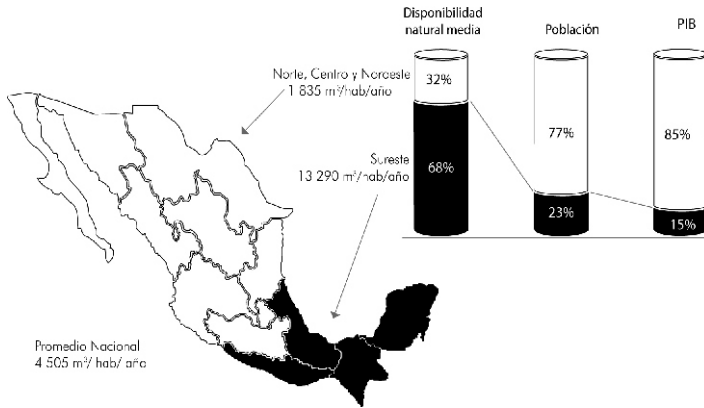 Disponibilidad
natural media
Población
PIB
Norte, Centro y Noroeste
1 835 m³/hab/año
Sureste
13 290 m³/hab/año
32%
68%
77%
23%
85%
15%
Promedio Nacional
4 505 m³/ hab/ año